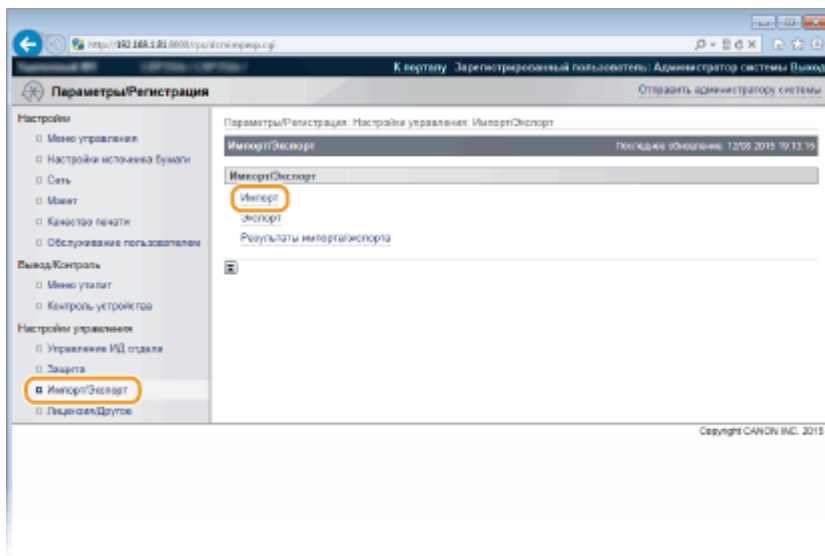 К порталу Зарегистрированный пользователь: Администратор системы Выход
Параметры/Регистрация
Отправить администратору системы
Настройки
Меню управления
Настройки источника бумаги
Сеть
Макет
Качество печати
Обслуживание пользователем
Вывод/Контроль
Меню утилит
Контроль устройства
Настройки управления
Управление ИД отдела
Защита
Импорт/Экспорт
Лицензия/Другое
Параметры/Регистрация: Настройки управления: Импорт/Экспорт
Импорт/Экспорт
Последнее обновление: 12/08 2015 19:13:15
Импорт/Экспорт
Импорт
Экспорт
Результаты импорта/экспорта
Copyright CANON INC. 2015